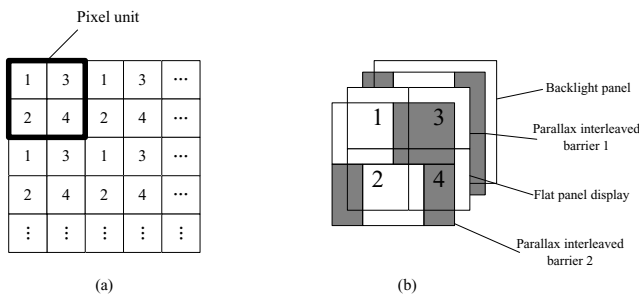 Pixel unit
1 3 1 3 ...
2 4 2 4 ...
1 3 1 3 ...
2 4 2 4 ...
⋮ ⋮ ⋮ ⋮ ⋮
(a)
1 3
2 4
Backlight panel
Parallax interleaved
barrier 1
Flat panel display
Parallax interleaved
barrier 2
(b)